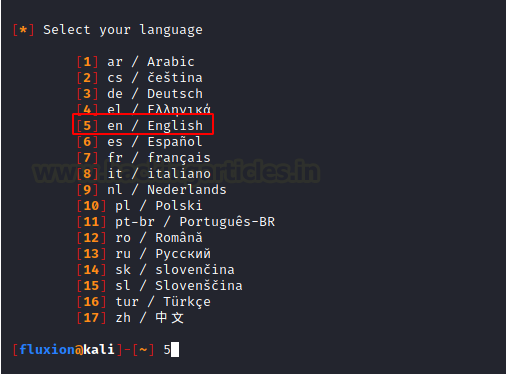 [*] Select your language
[1] ar / Arabic
[2] cs / čeština
[3] de / Deutsch
[4] el / Ελληνικά
[5] en / English
[6] es / Español
[7] fr / français
[8] it / italiano
[9] nl / Nederlands
[10] pl / Polski
[11] pt-br / Português-BR
[12] ro / Română
[13] ru / Русский
[14] sk / slovenčina
[15] sl / Slovenščina
[16] tur / Türkçe
[17] zh / 中文
[fluxion@kali]-[~] 5